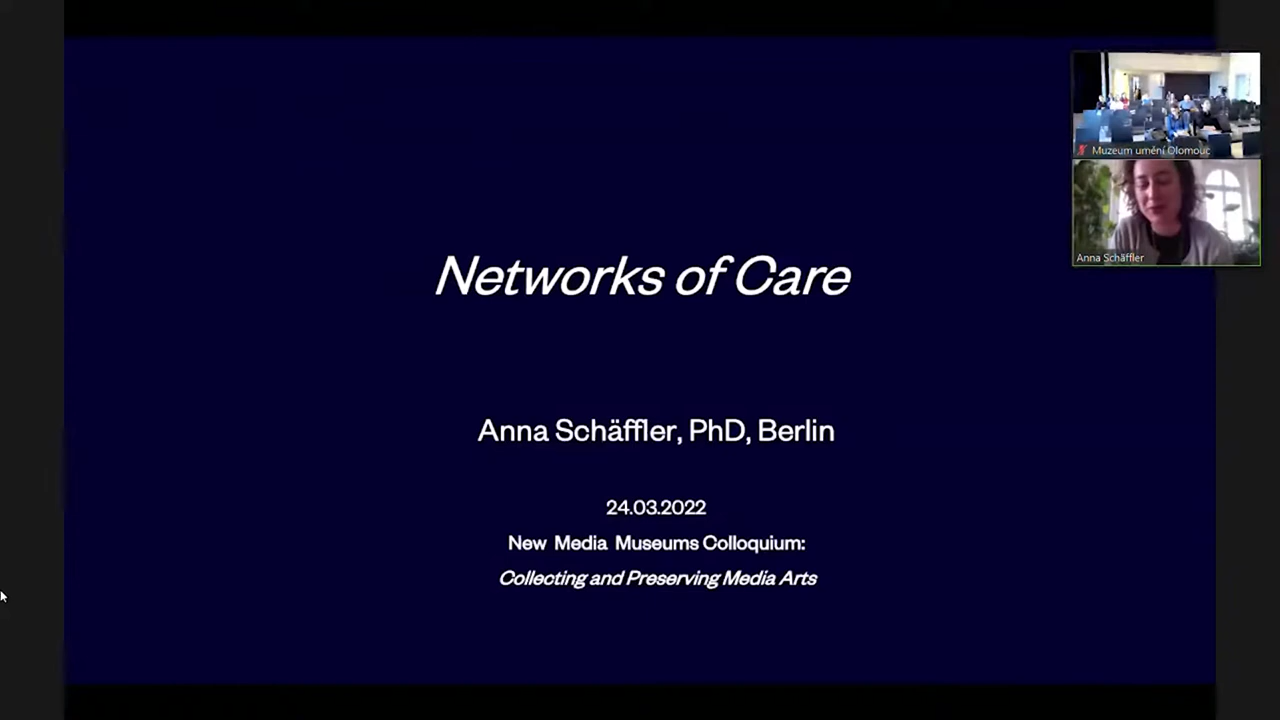 Networks of Care
Anna Schäffler, PhD, Berlin
24.03.2022
New Media Museums Colloquium:
Collecting and Preserving Media Arts
Muzeum umění Olomouc
Anna Schäffler